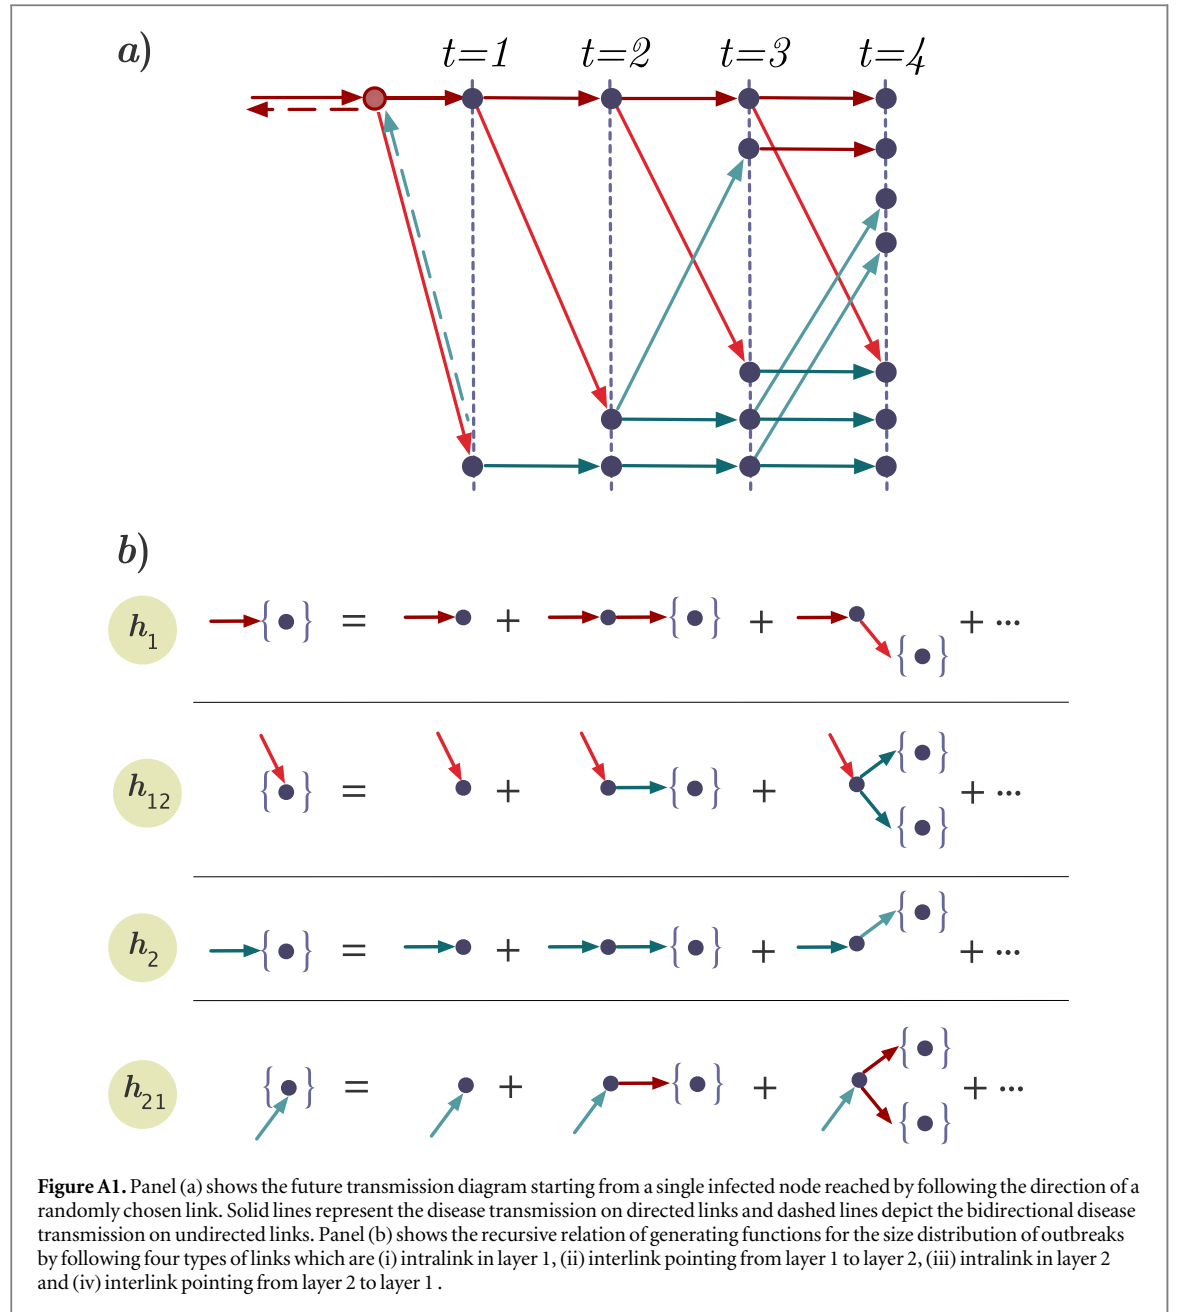 a)
t=1 t=2 t=3 t=4
b)
h1 { } = + { } + { } + ...
h12 { } = + { } + { } { } + ...
h2 { } = + { } + { } + ...
h21 { } = + { } + { } { } + ...
Figure A1. Panel (a) shows the future transmission diagram starting from a single infected node reached by following the direction of a
randomly chosen link. Solid lines represent the disease transmission on directed links and dashed lines depict the bidirectional disease
transmission on undirected links. Panel (b) shows the recursive relation of generating functions for the size distribution of outbreaks
by following four types of links which are (i) intralink in layer 1, (ii) interlink pointing from layer 1 to layer 2, (iii) intralink in layer 2
and (iv) interlink pointing from layer 2 to layer 1 .